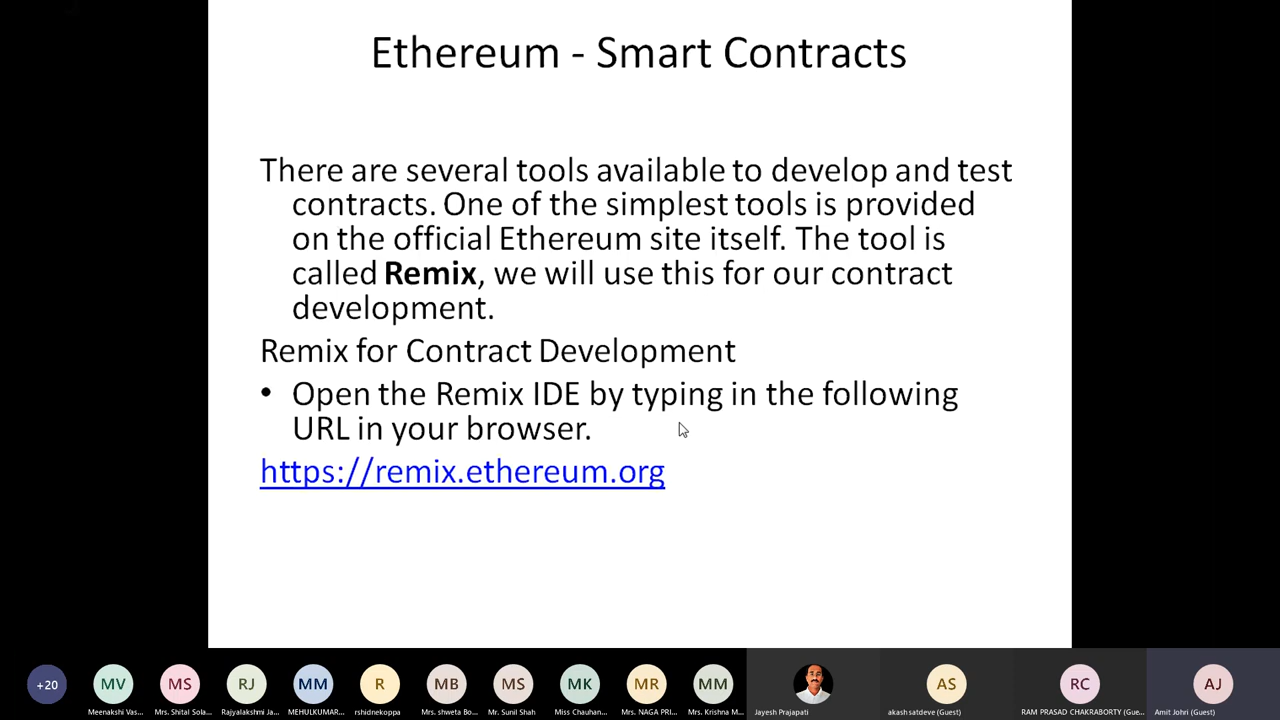 Ethereum - Smart Contracts
There are several tools available to develop and test
contracts. One of the simplest tools is provided
on the official Ethereum site itself. The tool is
called Remix, we will use this for our contract
development.
Remix for Contract Development
• Open the Remix IDE by typing in the following
URL in your browser.
https://remix.ethereum.org
+20 MV MS RJ MM R MB MS MK MR MM AS RC AJ
Meenakshi Vas... Mrs. Shital Sola... Rajyalakshmi Ja... MEHULKUMAR... rshidnekoppa Mrs. shweta Bo... Mr. Sunil Shah Miss Chauhan... Mrs. NAGA PRI... Mrs. Krishna M... Jayesh Prajapati akash satdeve (Guest) RAM PRASAD CHAKRABORTY (Gue... Amit Johri (Guest)